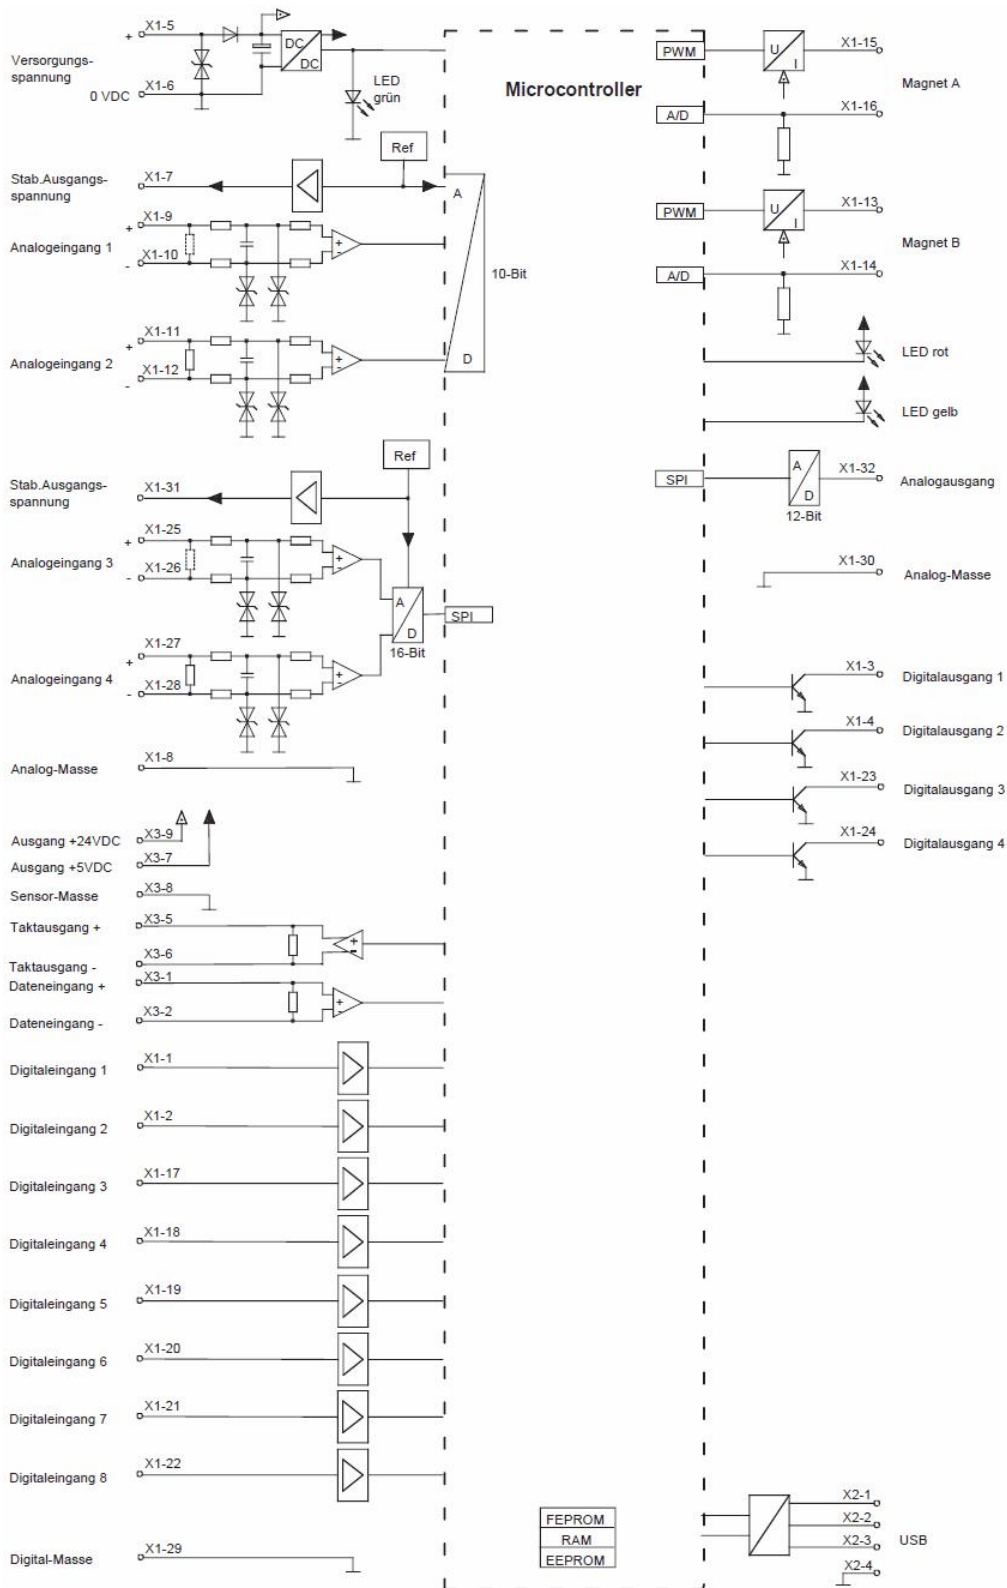 X1-5
+
Versorgungs-
spannung
X1-6
0 VDC
DC
DC
LED
grün
Ref
Stab.Ausgangs-
spannung
X1-7
X1-9
+
Analogeingang 1
X1-10
-
+
-
A
10-Bit
D
X1-11
+
Analogeingang 2
X1-12
-
+
-
Ref
Stab.Ausgangs-
spannung
X1-31
X1-25
+
Analogeingang 3
X1-26
-
+
-
A
D
16-Bit
SPI
X1-27
+
Analogeingang 4
X1-28
-
+
-
Analog-Masse
X1-8
Ausgang +24VDC
X3-9
Ausgang +5VDC
X3-7
Sensor-Masse
X3-8
Taktausgang +
X3-5
+
-
Taktausgang -
X3-6
Dateneingang +
X3-1
+
-
Dateneingang -
X3-2
Digitaleingang 1
X1-1
Digitaleingang 2
X1-2
Digitaleingang 3
X1-17
Digitaleingang 4
X1-18
Digitaleingang 5
X1-19
Digitaleingang 6
X1-20
Digitaleingang 7
X1-21
Digitaleingang 8
X1-22
Digital-Masse
X1-29
Microcontroller
FEPROM
RAM
EEPROM
PWM
U
I
X1-15
Magnet A
A/D
X1-16
PWM
U
I
X1-13
Magnet B
A/D
X1-14
LED rot
LED gelb
SPI
A
D
12-Bit
X1-32
Analogausgang
X1-30
Analog-Masse
X1-3
Digitalausgang 1
X1-4
Digitalausgang 2
X1-23
Digitalausgang 3
X1-24
Digitalausgang 4
X2-1
X2-2
X2-3
USB
X2-4